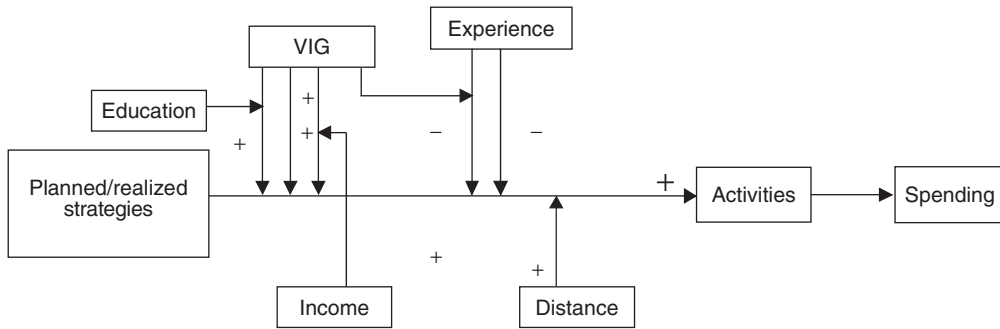 Experience
VIG
+
Education
+
+
−
−
Planned/realized
strategies
+
Activities
Spending
+
+
Income
Distance